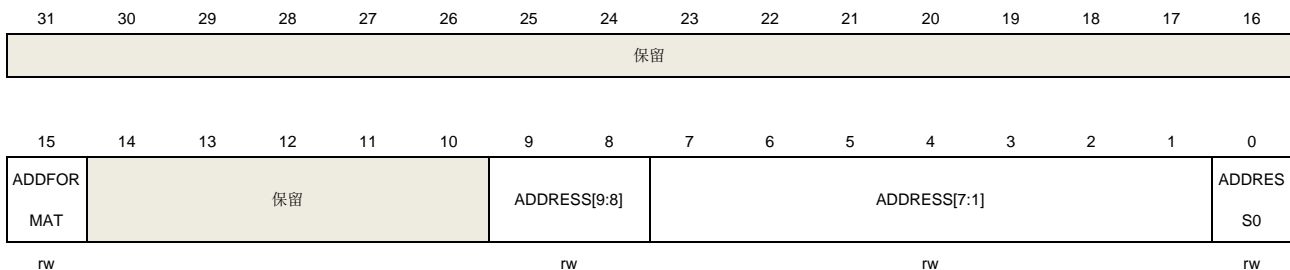 31 30 29 28 27 26 25 24 23 22 21 20 19 18 17 16
保留
15 14 13 12 11 10 9 8 7 6 5 4 3 2 1 0
ADDFOR
MAT
保留
ADDRESS[9:8]
ADDRESS[7:1]
ADDRES
S0
rw rw rw rw